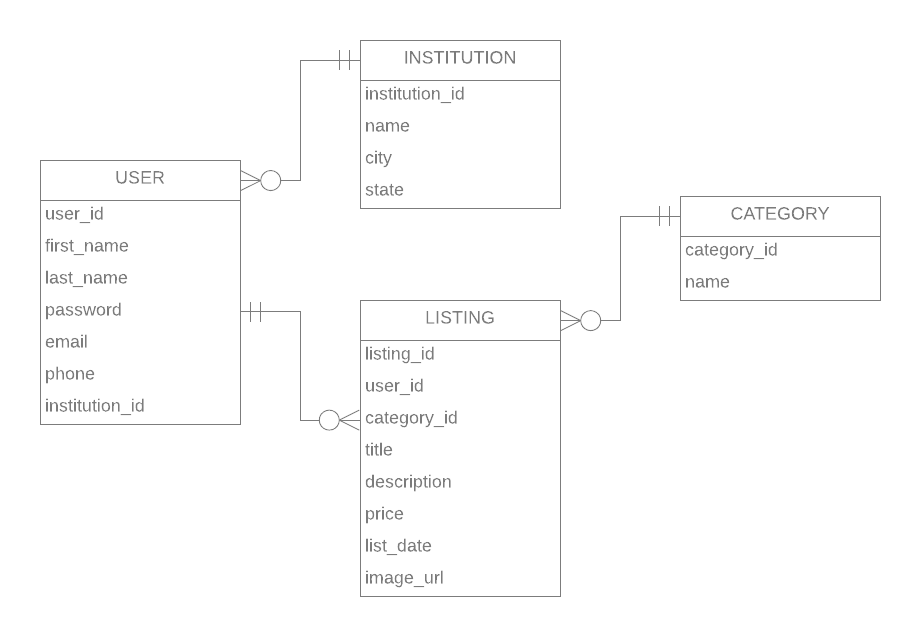 INSTITUTION
institution_id
name
city
state
USER
user_id
first_name
last_name
password
email
phone
institution_id
CATEGORY
category_id
name
LISTING
listing_id
user_id
category_id
title
description
price
list_date
image_url